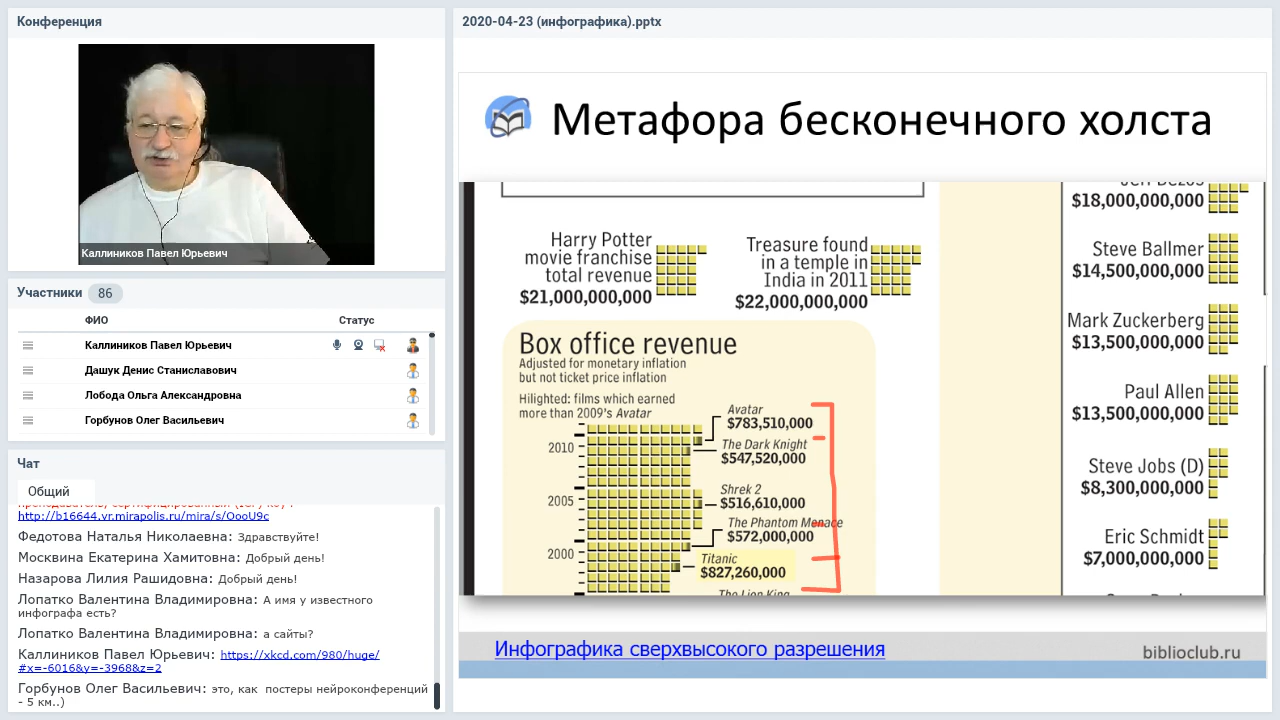 Конференция
Каллиников Павел Юрьевич
Участники 86
ФИО Статус
Каллиников Павел Юрьевич
Дашук Денис Станиславович
Лобода Ольга Александровна
Горбунов Олег Васильевич
Чат
Общий
http://b16644.vr.mirapolis.ru/mira/s/OooU9c
Федотова Наталья Николаевна: Здравствуйте!
Москвина Екатерина Хамитовна: Добрый день!
Назарова Лилия Рашидовна: Добрый день!
Лопатко Валентина Владимировна: А имя у известного
инфографа есть?
Лопатко Валентина Владимировна: а сайты?
Каллиников Павел Юрьевич: https://xkcd.com/980/huge/
#x=-6016&y=-3968&z=2
Горбунов Олег Васильевич: это, как постеры нейроконференций
- 5 км..)
2020-04-23 (инфографика).pptx
Метафора бесконечного холста
Harry Potter
movie franchise
total revenue
$21,000,000,000
Treasure found
in a temple in
India in 2011
$22,000,000,000
Box office revenue
Adjusted for monetary inflation
but not ticket price inflation
Hilighted: films which earned
more than 2009's Avatar
Avatar
$783,510,000
2010
The Dark Knight
$547,520,000
Shrek 2
2005
$516,610,000
The Phantom Menace
$572,000,000
2000
Titanic
$827,260,000
The Lion King
Jeff Bezos
$18,000,000,000
Steve Ballmer
$14,500,000,000
Mark Zuckerberg
$13,500,000,000
Paul Allen
$13,500,000,000
Steve Jobs (D)
$8,300,000,000
Eric Schmidt
$7,000,000,000
Инфографика сверхвысокого разрешения
biblioclub.ru